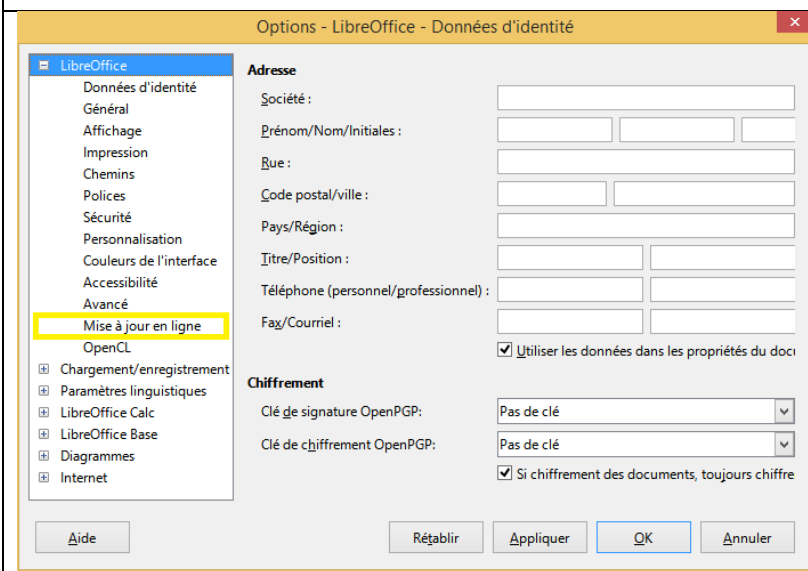 Options - LibreOffice - Données d'identité
LibreOffice
Données d'identité
Général
Affichage
Impression
Chemins
Polices
Sécurité
Personnalisation
Couleurs de l'interface
Accessibilité
Avancé
Mise à jour en ligne
OpenCL
Chargement/enregistrement
Paramètres linguistiques
LibreOffice Calc
LibreOffice Base
Diagrammes
Internet
Adresse
Société :
Prénom/Nom/Initiales :
Rue :
Code postal/ville :
Pays/Région :
Titre/Position :
Téléphone (personnel/professionnel) :
Fax/Courriel :
Utiliser les données dans les propriétés du docu
Chiffrement
Clé de signature OpenPGP: Pas de clé
Clé de chiffrement OpenPGP: Pas de clé
Si chiffrement des documents, toujours chiffre
Aide Rétablir Appliquer OK Annuler